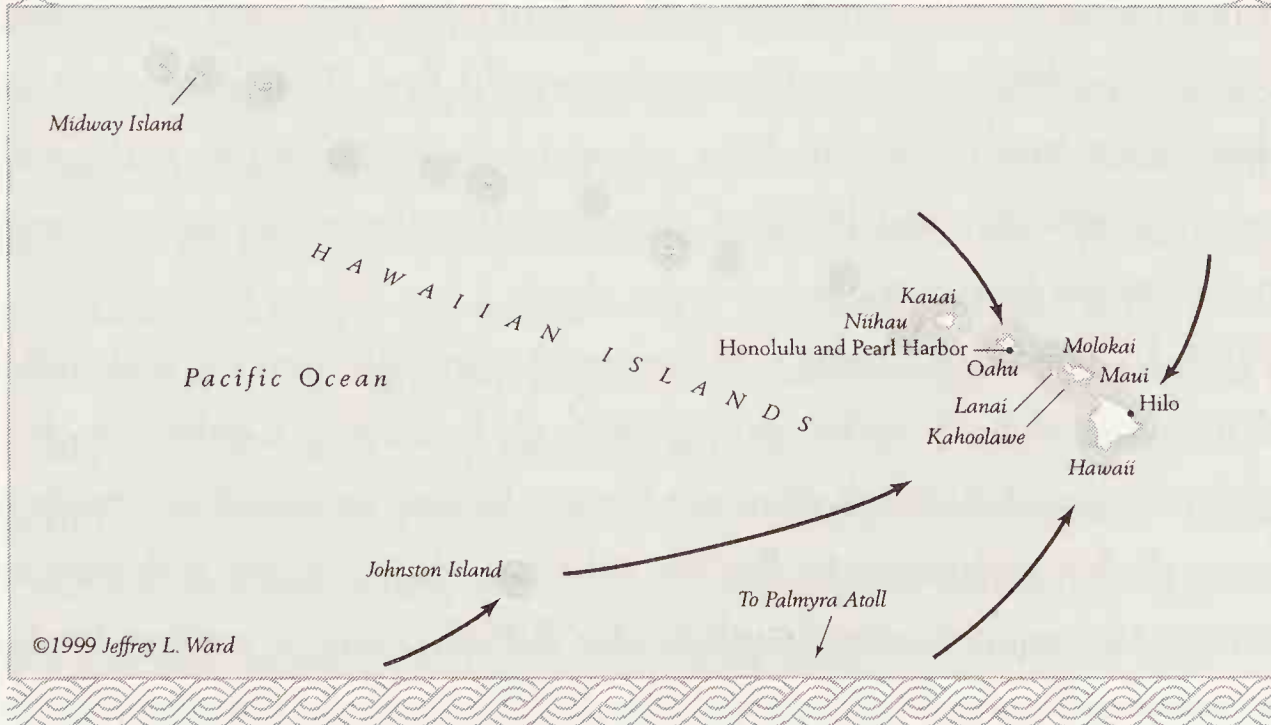 Midway Island
HAWAIIAN ISLANDS
Pacific Ocean
Kauai
Niihau
Honolulu and Pearl Harbor
Oahu
Molokai
Maui
Lanai
Kahoolawe
Hilo
Hawaii
Johnston Island
To Palmyra Atoll
©1999 Jeffrey L. Ward